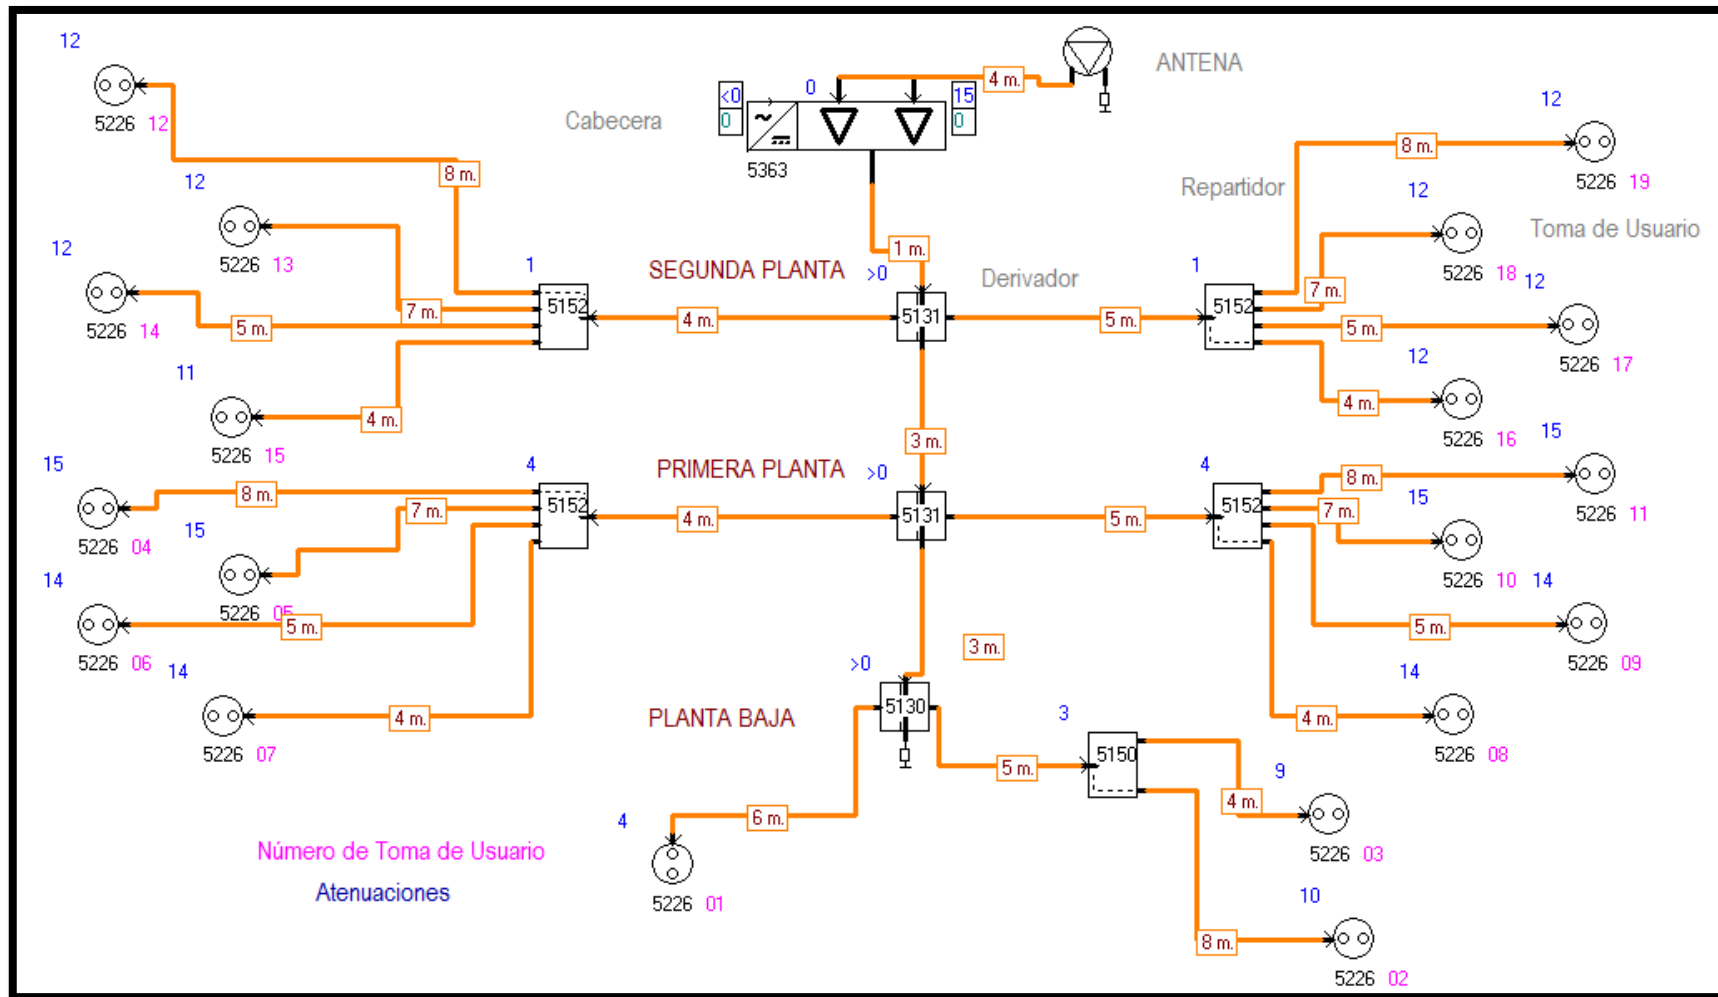 12
5226 12
8 m.
12
5226 13
7 m.
12
5226 14
5 m.
11
5226 15
4 m.
1
5152
Cabecera
<0
0
0
15
0
5363
4 m.
ANTENA
1 m.
SEGUNDA PLANTA
>0
Derivador
5131
4 m.
5 m.
Repartidor
1
5152
8 m.
12
5226 19
7 m.
12
5226 18
Toma de Usuario
5 m.
12
5226 17
4 m.
12
5226 16
3 m.
PRIMERA PLANTA
>0
5131
4 m.
5 m.
4
5152
15
8 m.
5226 04
15
7 m.
5226 05
14
5 m.
5226 06
14
4 m.
5226 07
4
5152
8 m.
15
5226 11
7 m.
15
5226 10
5 m.
14
5226 09
4 m.
14
5226 08
3 m.
PLANTA BAJA
>0
5130
6 m.
4
5226 01
5 m.
3
5150
4 m.
9
5226 03
8 m.
10
5226 02
Número de Toma de Usuario
Atenuaciones